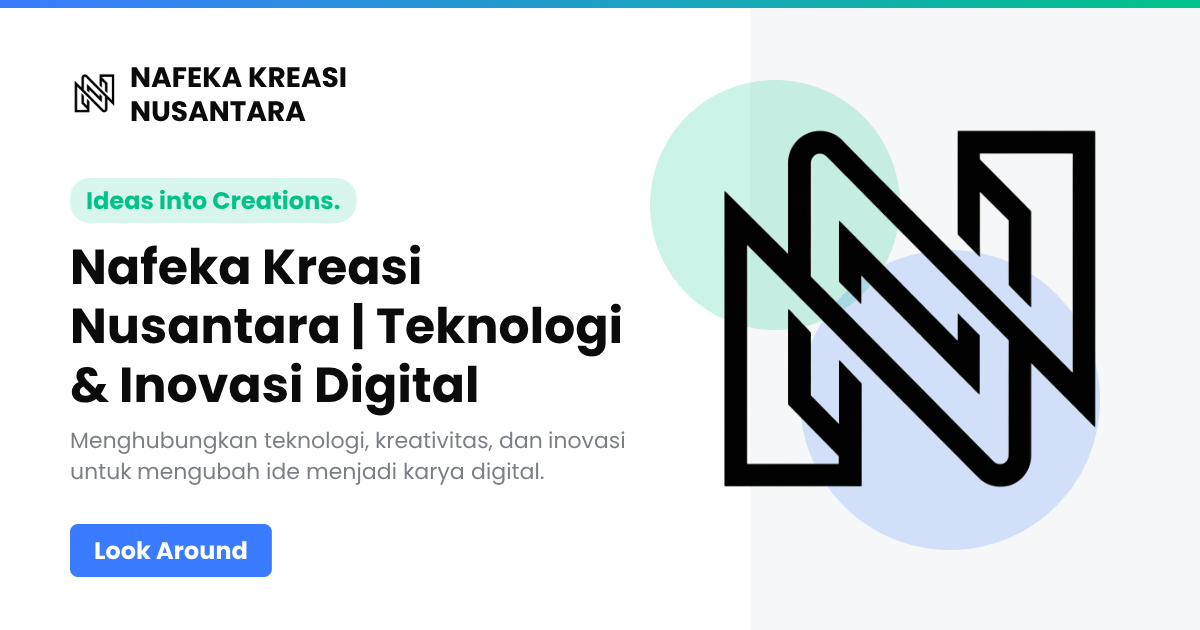 NAFEKA KREASI
NUSANTARA
Ideas into Creations.
Nafeka Kreasi
Nusantara | Teknologi
& Inovasi Digital
Menghubungkan teknologi, kreativitas, dan inovasi
untuk mengubah ide menjadi karya digital.
Look Around